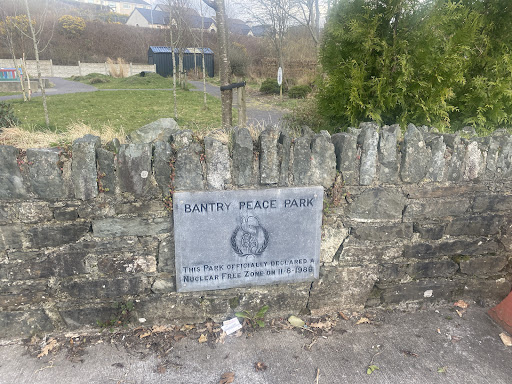 BANTRY PEACE PARK
THIS PARK OFFICIALLY DECLARED A
NUCLEAR FREE ZONE ON 11-6-1988